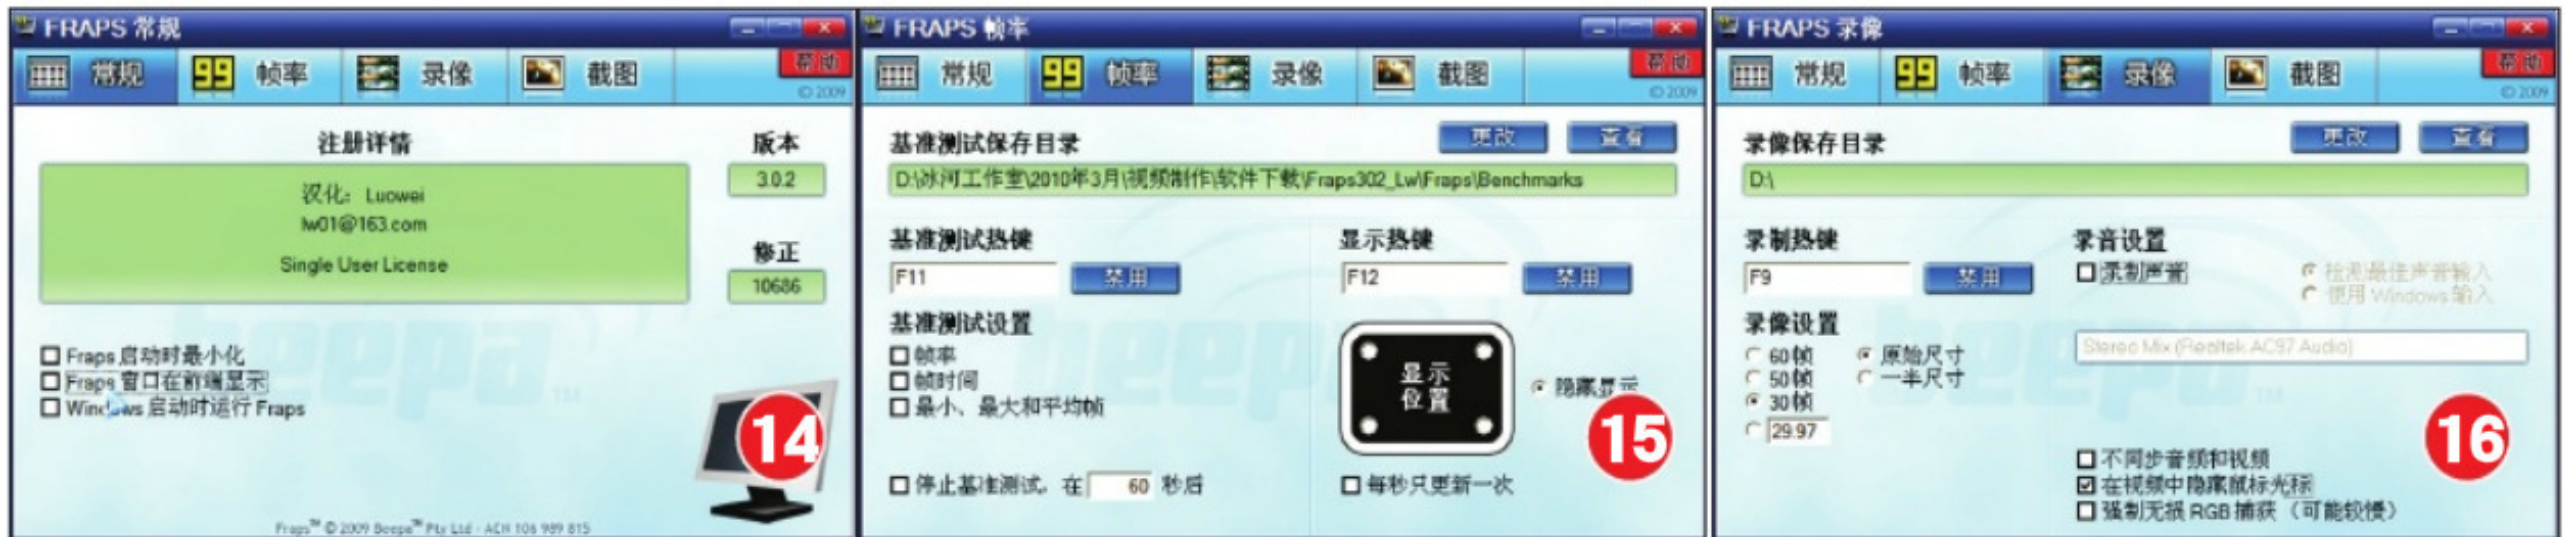 FRAPS 常规
常规
99 帧率
录像
截图
帮助
© 2009
注册详情
版本
汉化: Luowei
lw01@163.com
Single User License
3.0.2
修正
10686
Fraps 启动时最小化
Fraps 窗口在前端显示
Windows 启动时运行 Fraps
beepa™
14
Fraps™ © 2009 Beepa™ Pty Ltd - ACN 106 989 815
FRAPS 帧率
常规
99 帧率
录像
截图
帮助
© 2009
基准测试保存目录
更改
查看
D:\冰河工作室\2010年3月\视频制作\软件下载\Fraps302_Lw\Fraps\Benchmarks
基准测试热键
显示热键
F11
禁用
F12
禁用
基准测试设置
帧率
帧时间
最小、最大和平均帧
显示
位置
隐藏显示
停止基准测试, 在 60 秒后
每秒只更新一次
15
FRAPS 录像
常规
99 帧率
录像
截图
帮助
© 2009
录像保存目录
更改
查看
D:\
录制热键
录音设置
F9
禁用
录制声音
检测最佳声音输入
使用 Windows 输入
录像设置
60帧
50帧
30帧
29.97
原始尺寸
一半尺寸
Stereo Mix (Realtek AC97 Audio)
beepa™
不同步音频和视频
在视频中隐藏鼠标光标
强制无损 RGB 捕获（可能较慢）
16